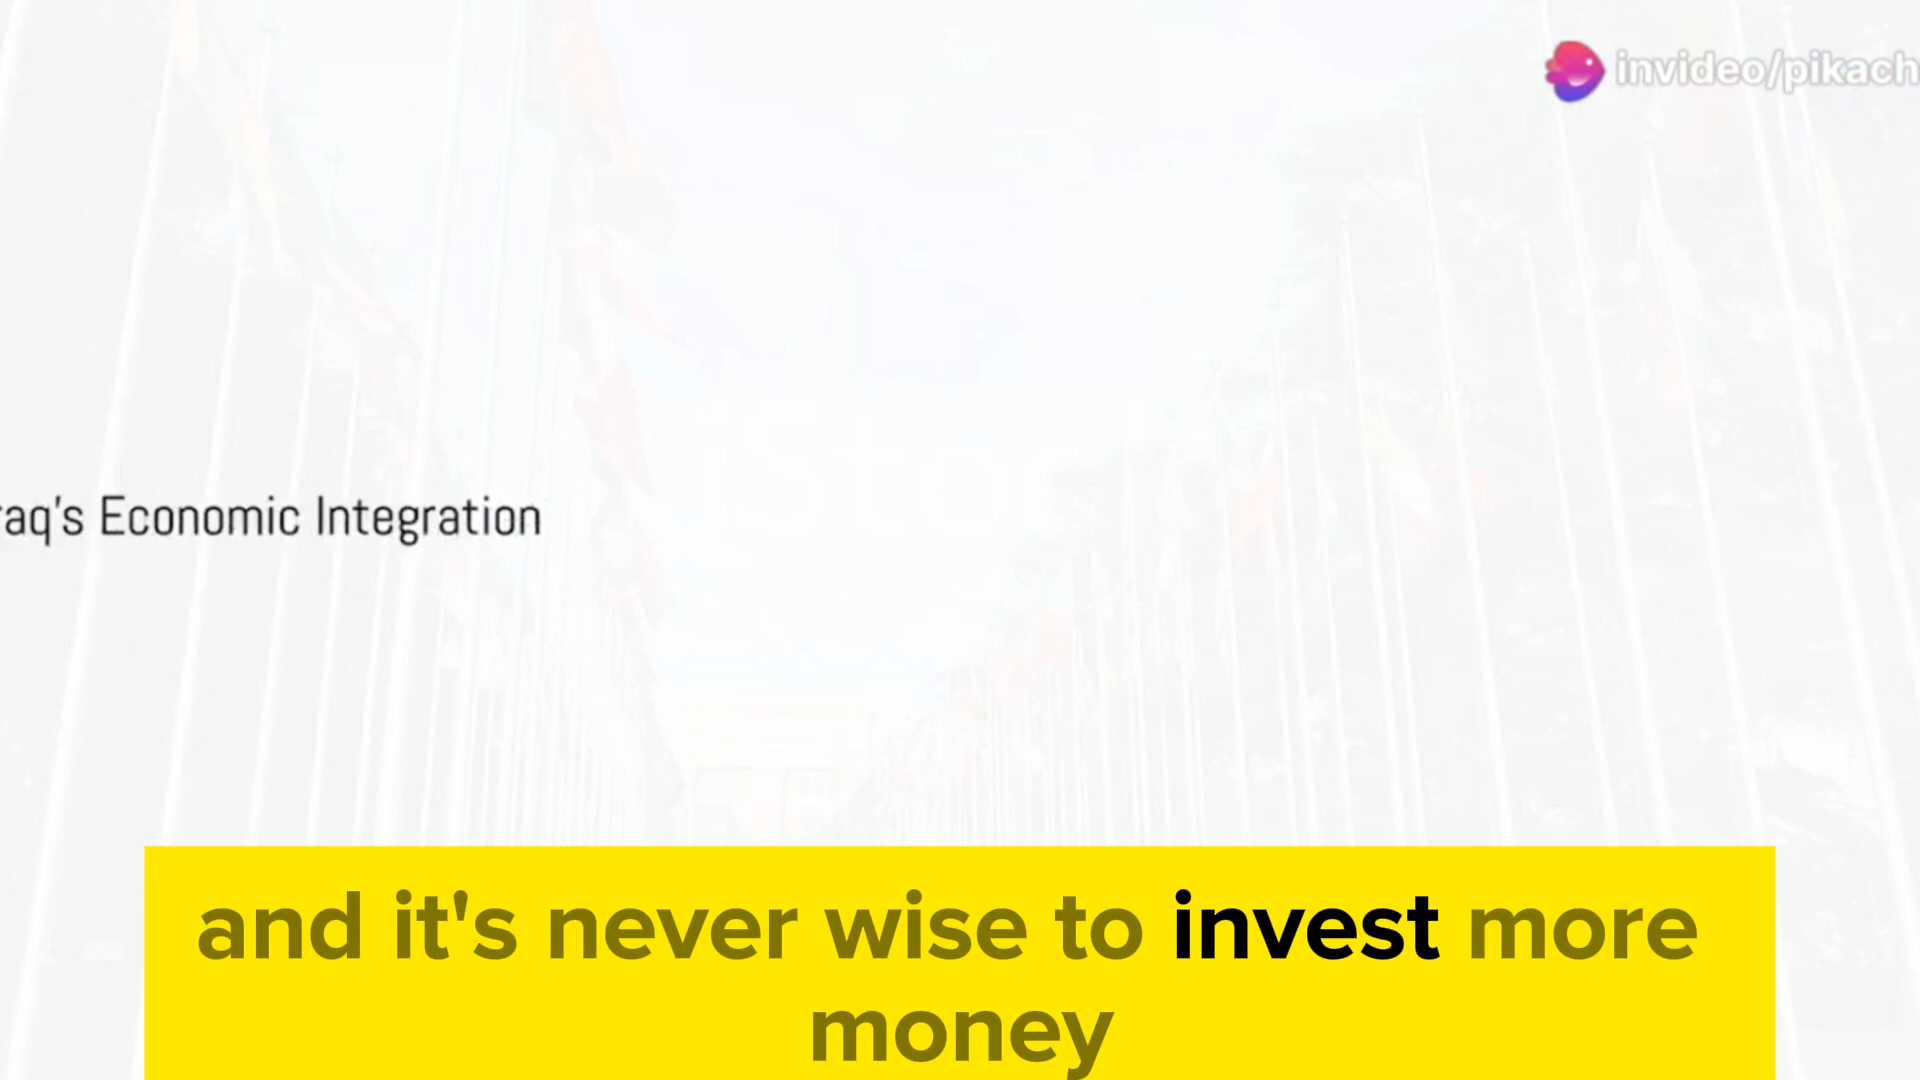 invideo/pikach
raq's Economic Integration
and it's never wise to invest more
money